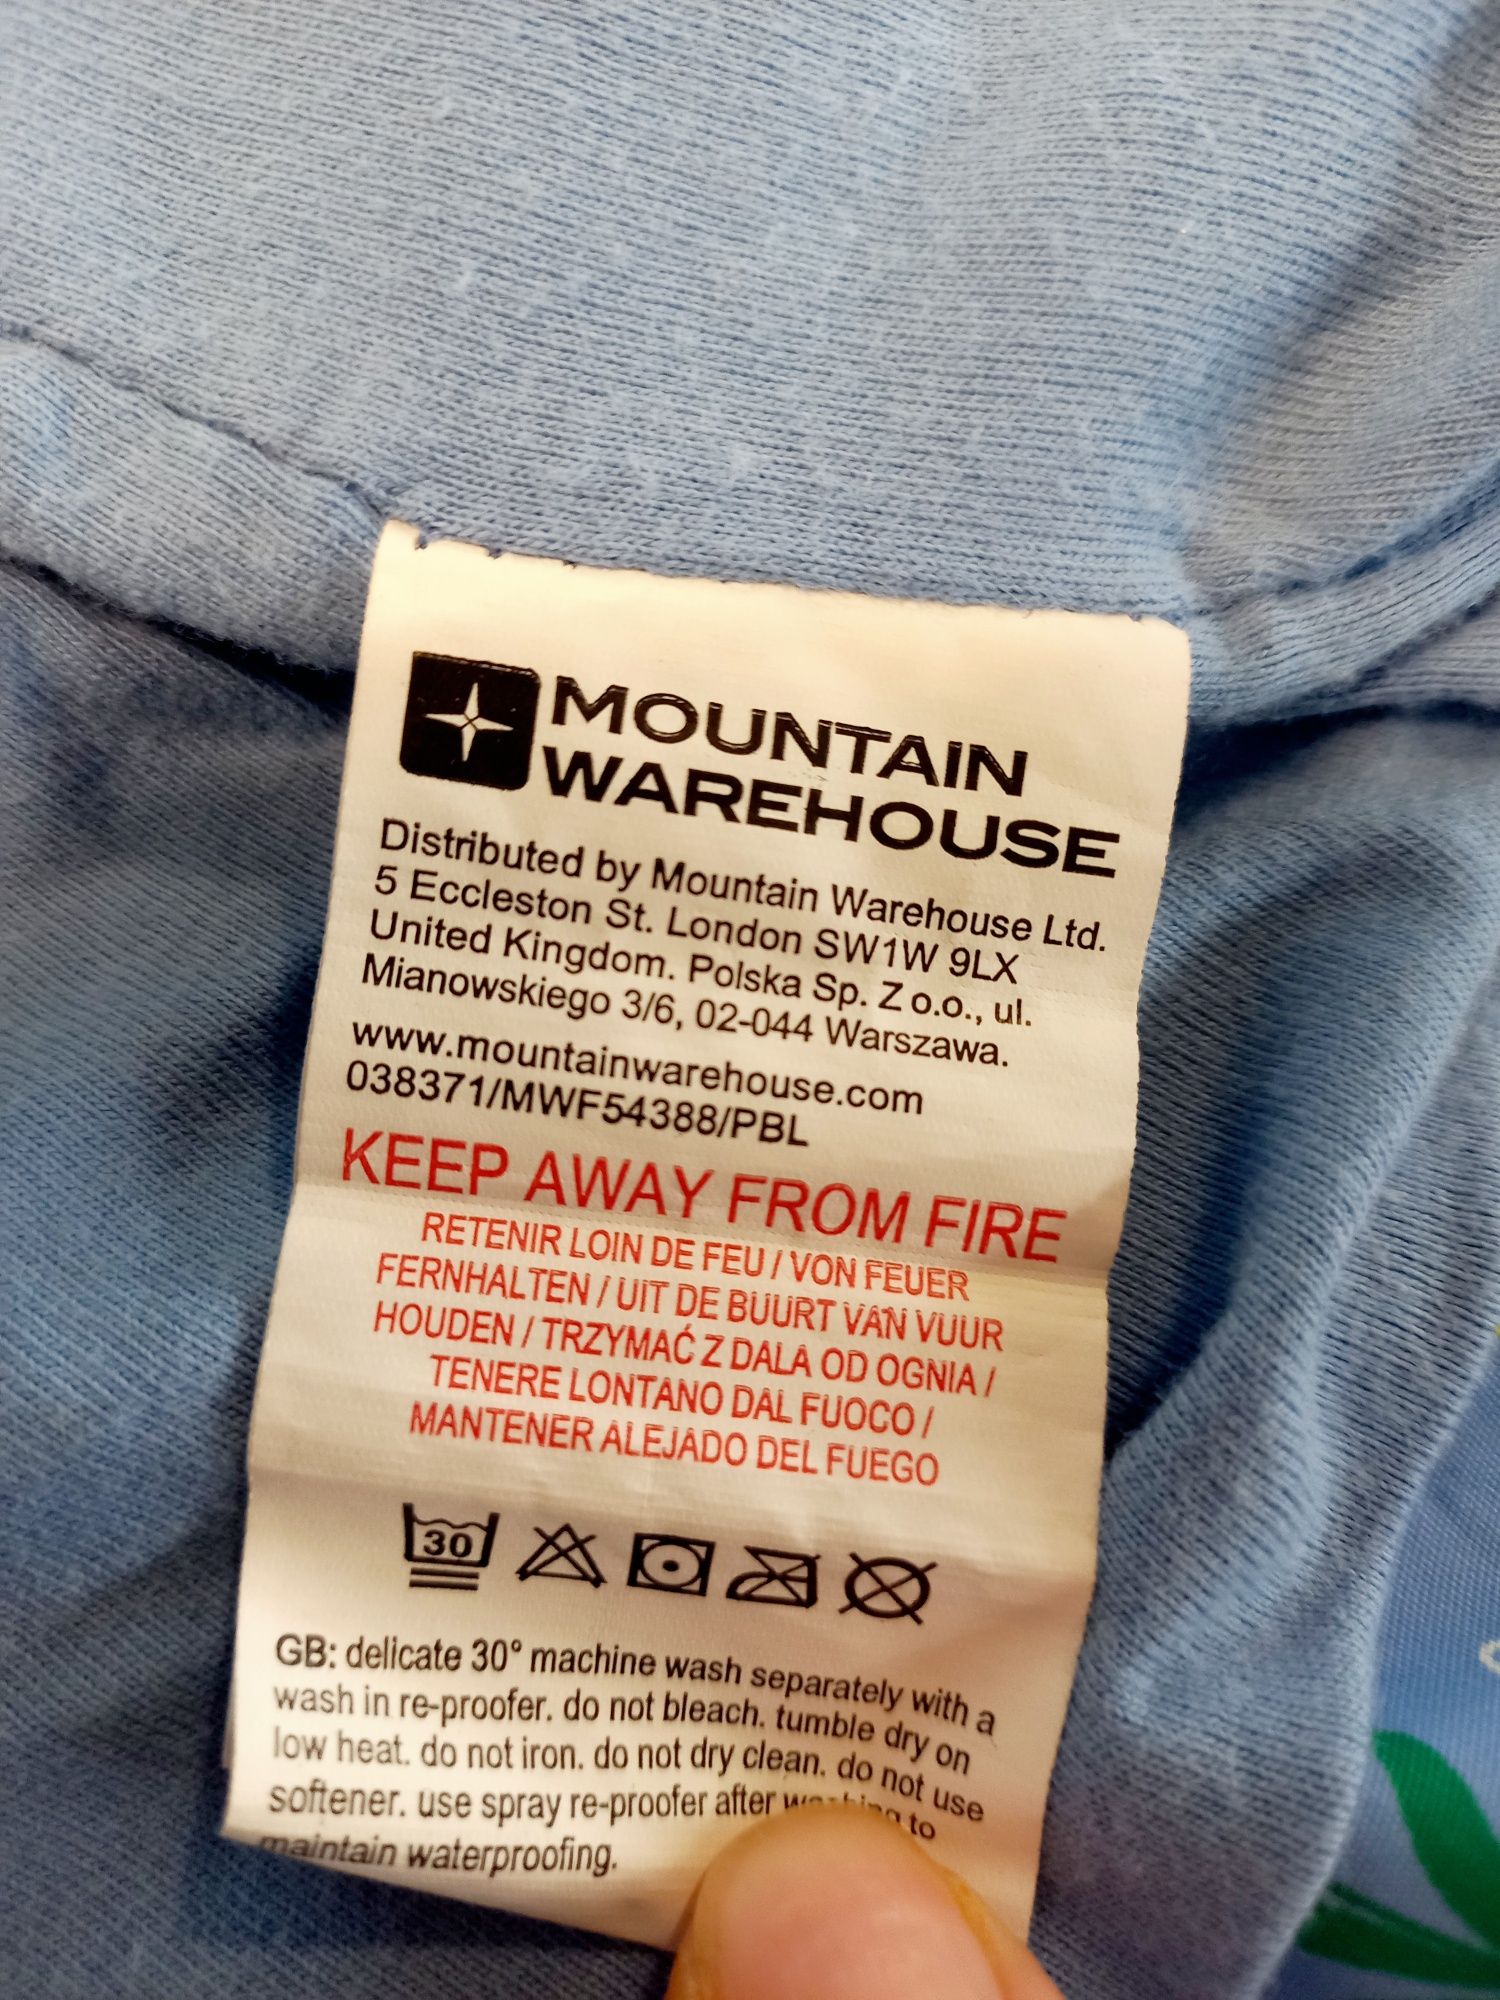 MOUNTAIN
WAREHOUSE
Distributed by Mountain Warehouse Ltd.
5 Eccleston St. London SW1W 9LX
United Kingdom. Polska Sp. Z o.o., ul.
Mianowskiego 3/6, 02-044 Warszawa.
www.mountainwarehouse.com
038371/MWF54388/PBL
KEEP AWAY FROM FIRE
RETENIR LOIN DE FEU / VON FEUER
FERNHALTEN / UIT DE BUURT VAN VUUR
HOUDEN / TRZYMAĆ Z DALA OD OGNIA /
TENERE LONTANO DAL FUOCO /
MANTENER ALEJADO DEL FUEGO
30
GB: delicate 30° machine wash separately with a
wash in re-proofer. do not bleach. tumble dry on
low heat. do not iron. do not dry clean. do not use
softener. use spray re-proofer after washing to
maintain waterproofing.